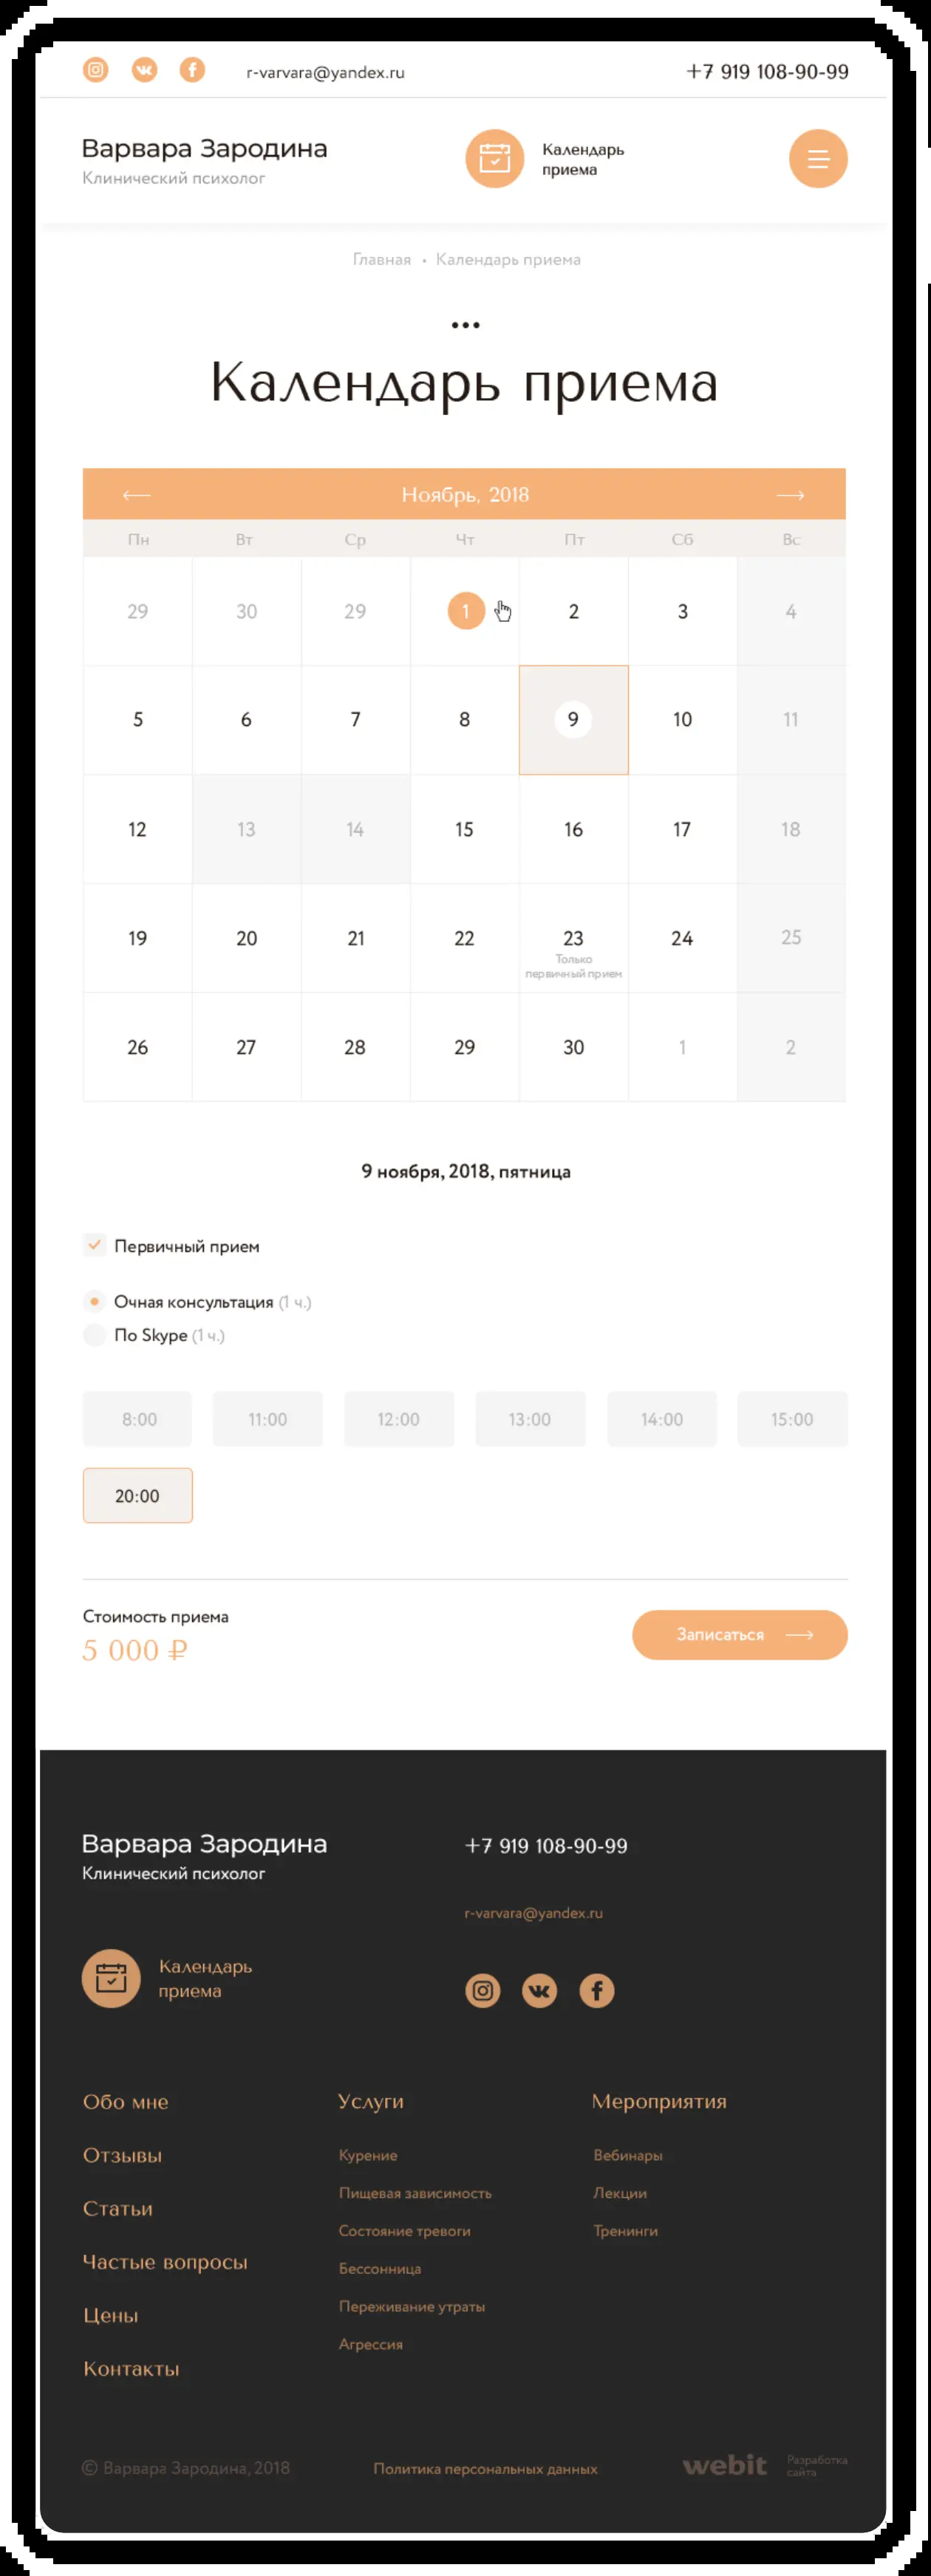 r-varvara@yandex.ru
+7 919 108-90-99
Варвара Зародина
Клинический психолог
Календарь
приема
Главная • Календарь приема
Календарь приема
Ноябрь, 2018
Пн Вт Ср Чт Пт Сб Вс
29 30 29 1 2 3 4
5 6 7 8 9 10 11
12 13 14 15 16 17 18
19 20 21 22 23 24 25
Только
первичный прием
26 27 28 29 30 1 2
9 ноября, 2018, пятница
Первичный прием
Очная консультация (1 ч.)
По Skype (1 ч.)
8:00 11:00 12:00 13:00 14:00 15:00
20:00
Стоимость приема
5 000 ₽
Записаться
Варвара Зародина
Клинический психолог
+7 919 108-90-99
r-varvara@yandex.ru
Календарь
приема
Обо мне
Отзывы
Статьи
Частые вопросы
Цены
Контакты
Услуги
Курение
Пищевая зависимость
Состояние тревоги
Бессонница
Переживание утраты
Агрессия
Мероприятия
Вебинары
Лекции
Тренинги
© Варвара Зародина, 2018
Политика персональных данных
webit
Разработка
сайта